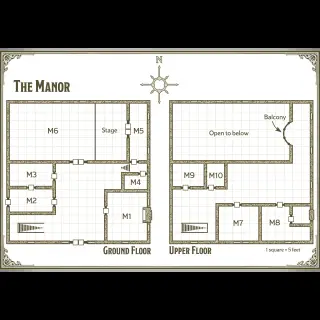 N
THE MANOR
M6
Stage
M5
M3
M4
M2
M1
GROUND FLOOR
Balcony
Open to below
M9
M10
M7
M8
UPPER FLOOR
1 square = 5 feet